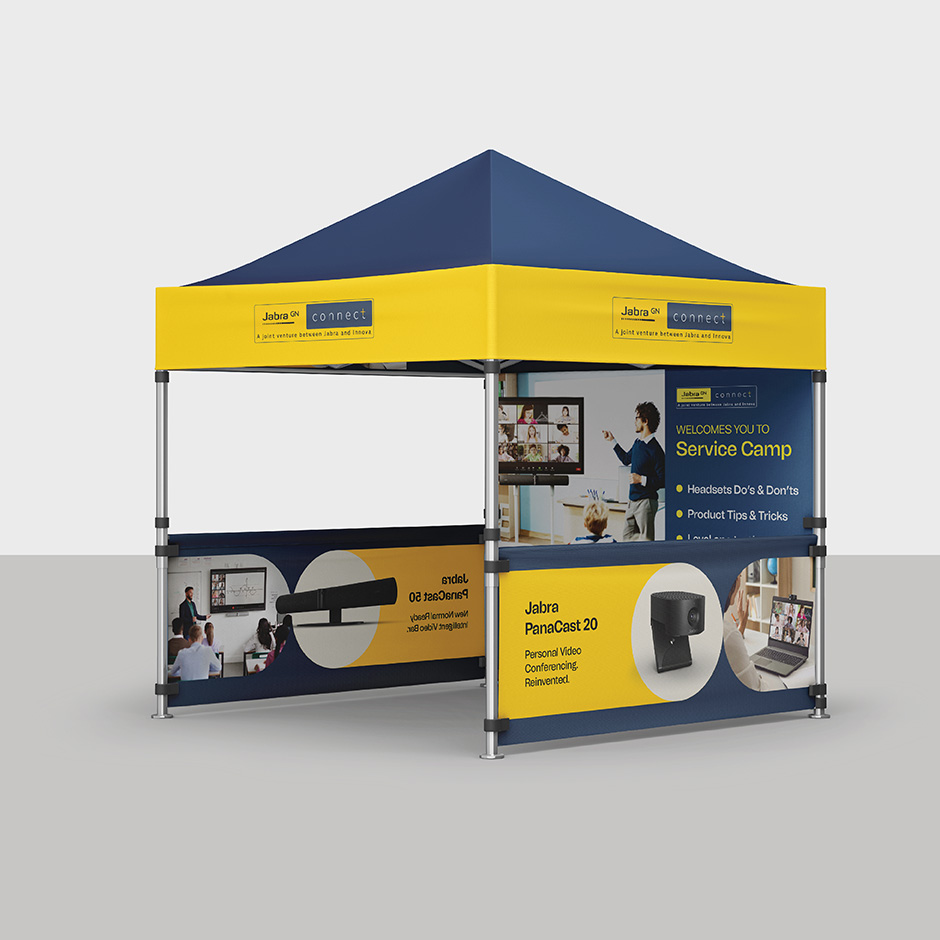 Jabra GN connect
A joint venture between Jabra and Innova
Jabra GN connect
A joint venture between Jabra and Innova
Jabra GN connect
A joint venture between Jabra and Innova
WELCOMES YOU TO
Service Camp
Headsets Do's & Don'ts
Product Tips & Tricks
Jabra
PanaCast 50
New Normal Ready
Intelligent Video Bar.
Jabra
PanaCast 20
Personal Video
Conferencing.
Reinvented.